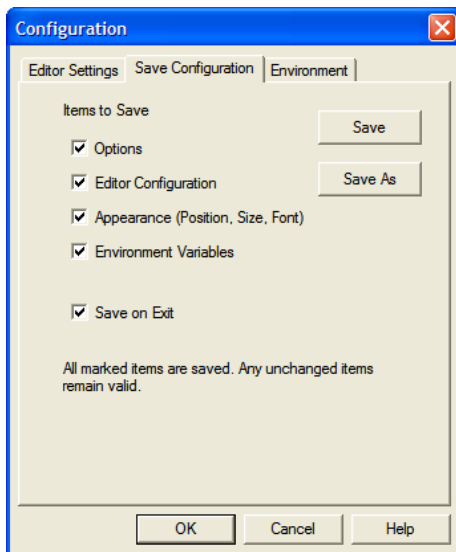 Configuration
Editor Settings
Save Configuration
Environment
Items to Save
Save
Options
Editor Configuration
Save As
Appearance (Position, Size, Font)
Environment Variables
Save on Exit
All marked items are saved. Any unchanged items
remain valid.
OK
Cancel
Help